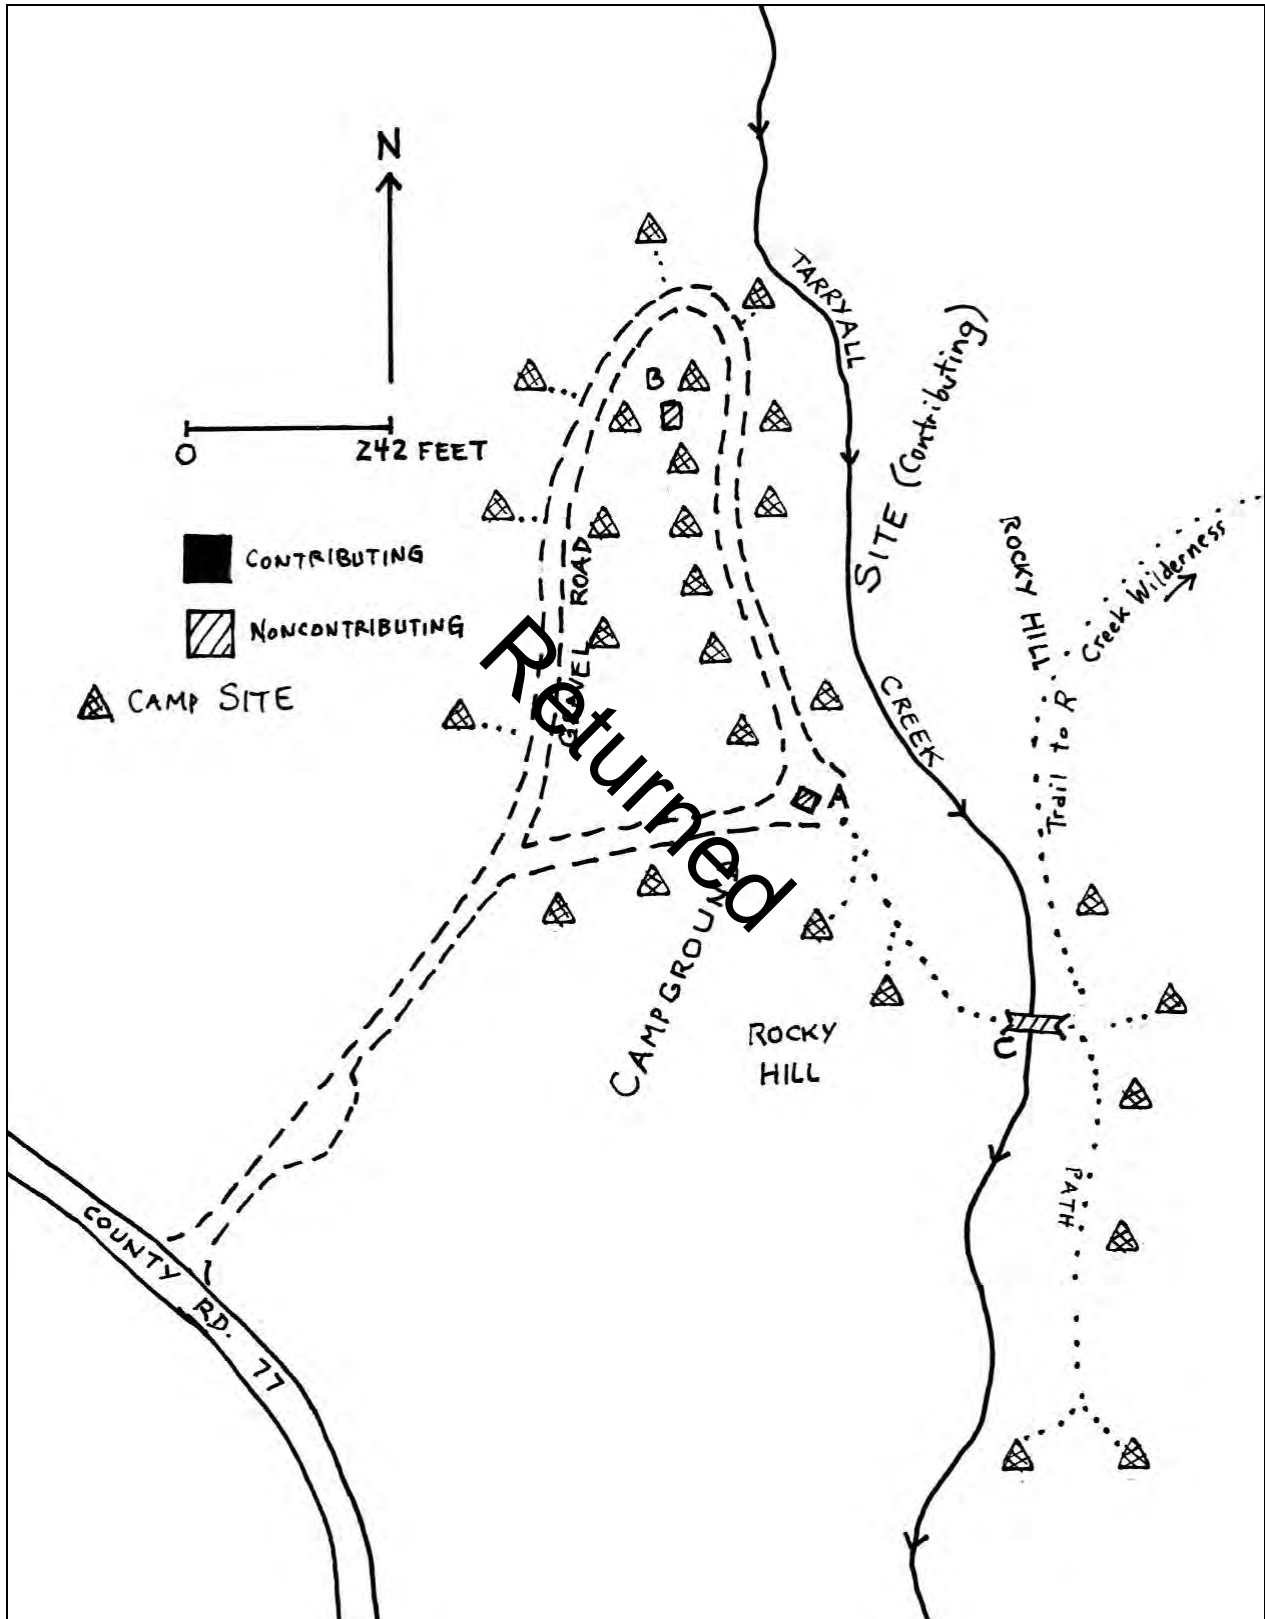 N
TARRYALL
SITE (Contributing)
B
0
242 FEET
CONTRIBUTING
NONCONTRIBUTING
CAMP SITE
GRAVEL ROAD
Returned
ROCKY HILL
Creek Wilderness
Trail to R
CREEK
A
CAMPGROUND
ROCKY
HILL
C
PATH
COUNTY RD. 77